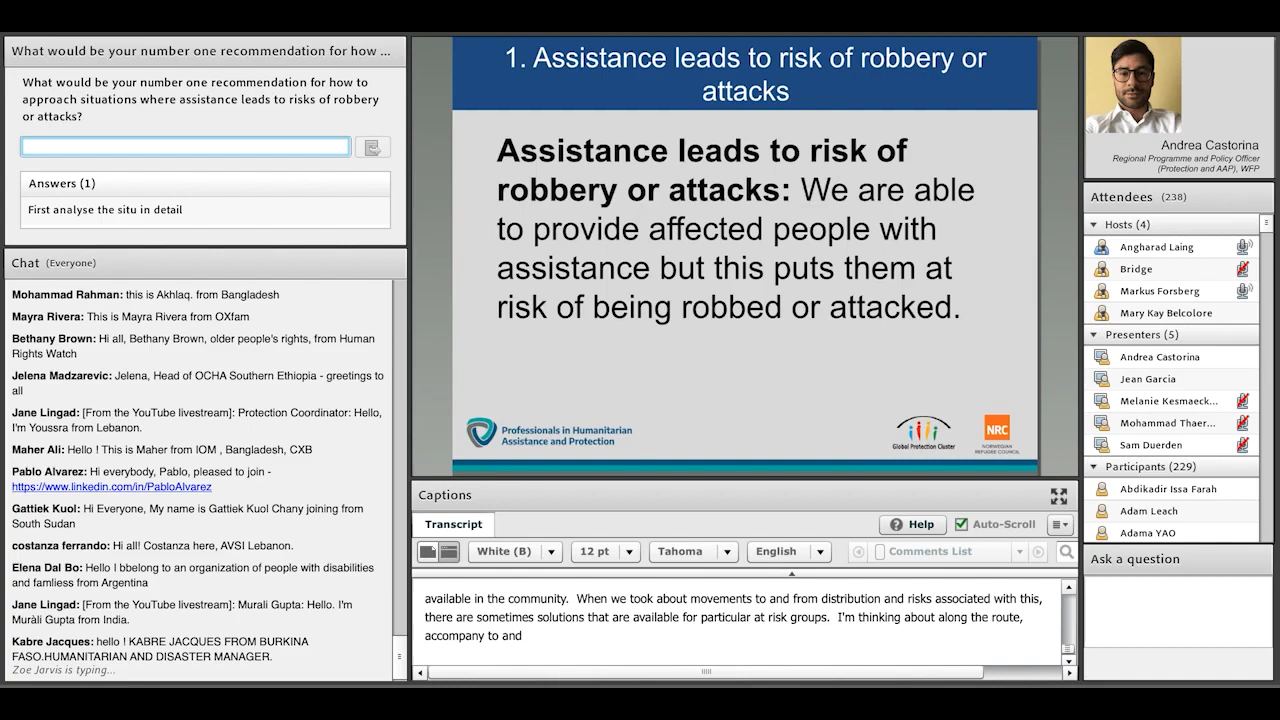 What would be your number one recommendation for how ...
What would be your number one recommendation for how to
approach situations where assistance leads to risks of robbery
or attacks?
Answers (1)
First analyse the situ in detail
Chat (Everyone)
Mohammad Rahman: this is Akhlaq. from Bangladesh
Mayra Rivera: This is Mayra Rivera from OXfam
Bethany Brown: Hi all, Bethany Brown, older people's rights, from Human
Rights Watch
Jelena Madzarevic: Jelena, Head of OCHA Southern Ethiopia - greetings to
all
Jane Lingad: [From the YouTube livestream]: Protection Coordinator: Hello,
I'm Youssra from Lebanon.
Maher Ali: Hello ! This is Maher from IOM , Bangladesh, CXB
Pablo Alvarez: Hi everybody, Pablo, pleased to join -
https://www.linkedin.com/in/PabloAlvarez
Gattiek Kuol: Hi Everyone, My name is Gattiek Kuol Chany joining from
South Sudan
costanza ferrando: Hi all! Costanza here, AVSI Lebanon.
Elena Dal Bo: Hello I bbelong to an organization of people with disabilities
and famliess from Argentina
Jane Lingad: [From the YouTube livestream]: Murali Gupta: Hello. I'm
Muràli Gupta from India.
Kabre Jacques: hello ! KABRE JACQUES FROM BURKINA
FASO.HUMANITARIAN AND DISASTER MANAGER.
Zoe Jarvis is typing...
1. Assistance leads to risk of robbery or
attacks
Assistance leads to risk of
robbery or attacks: We are able
to provide affected people with
assistance but this puts them at
risk of being robbed or attacked.
Professionals in Humanitarian
Assistance and Protection
Global Protection Cluster
NRC
NORWEGIAN
REFUGEE COUNCIL
Captions
Transcript
Help
Auto-Scroll
White (B)
12 pt
Tahoma
English
Comments List
available in the community. When we took about movements to and from distribution and risks associated with this,
there are sometimes solutions that are available for particular at risk groups. I'm thinking about along the route,
accompany to and
Andrea Castorina
Regional Programme and Policy Officer
(Protection and AAP), WFP
Attendees (238)
Hosts (4)
Angharad Laing
Bridge
Markus Forsberg
Mary Kay Belcolore
Presenters (5)
Andrea Castorina
Jean Garcia
Melanie Kesmaeck...
Mohammad Thaer...
Sam Duerden
Participants (229)
Abdikadir Issa Farah
Adam Leach
Adama YAO
Ask a question